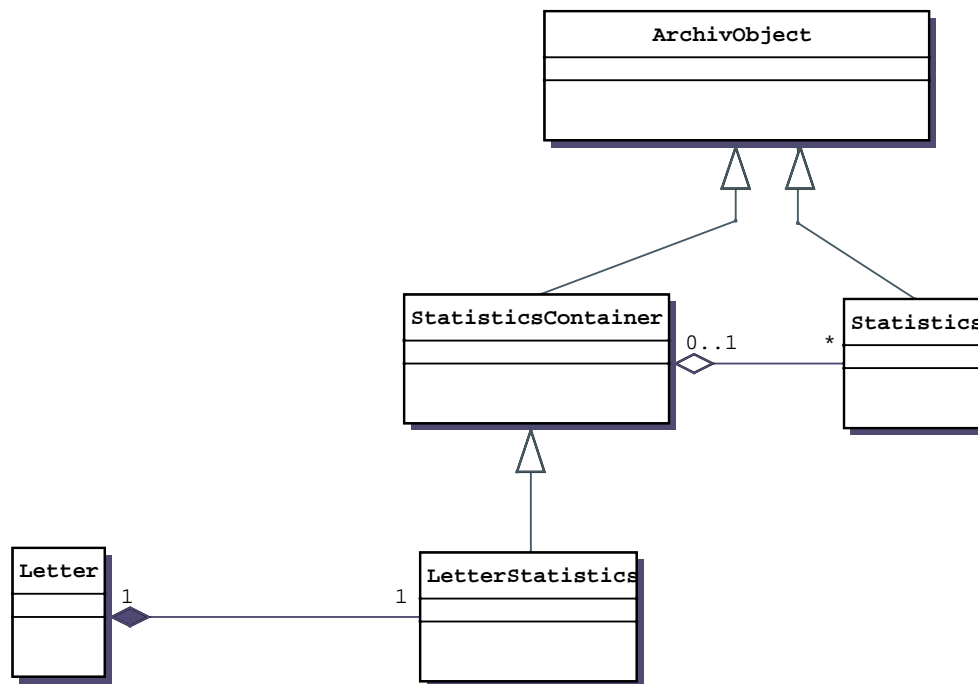 ArchivObject
StatisticsContainer
Statistics
0..1
*
Letter
LetterStatistics
1
1